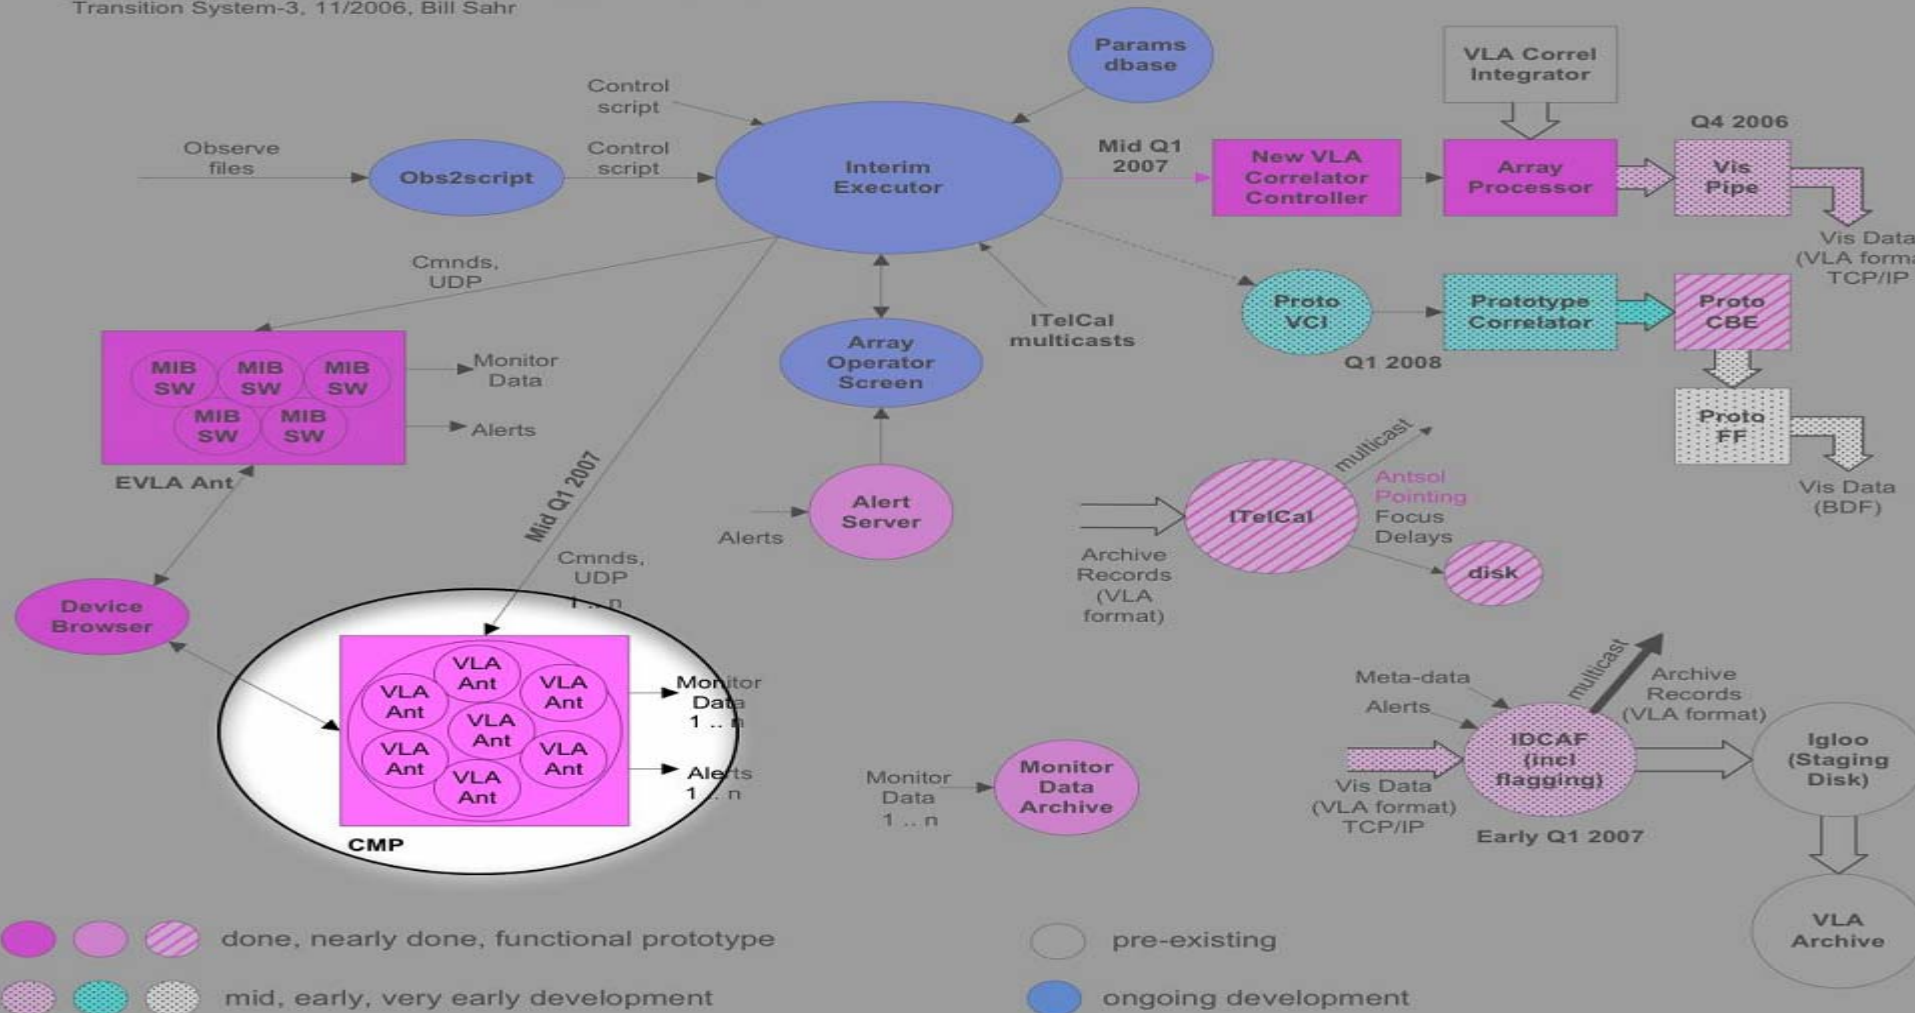 Transition System-3, 11/2006, Bill Sahr
Params
dbase
VLA Correl
Integrator
Control
script
Q4 2006
Observe
files
Obs2script
Control
script
Interim
Executor
Mid Q1
2007
New VLA
Correlator
Controller
Array
Processor
Vis
Pipe
Vis Data
(VLA forma
TCP/IP
Cmnds,
UDP
ITelCal
multicasts
Proto
VCI
Prototype
Correlator
Proto
CBE
Q1 2008
Array
Operator
Screen
MIB
SW
MIB
SW
MIB
SW
MIB
SW
MIB
SW
Monitor
Data
Alerts
EVLA Ant
Proto
FF
Vis Data
(BDF)
Mid Q1 2007
Alerts
Alert
Server
Archive
Records
(VLA
format)
ITelCal
multicast
Antsol
Pointing
Focus
Delays
disk
Cmnds,
UDP
1 .. n
Device
Browser
VLA
Ant
VLA
Ant
VLA
Ant
VLA
Ant
VLA
Ant
VLA
Ant
VLA
Ant
Monitor
Data
1 .. n
Alerts
1 .. n
CMP
Monitor
Data
1 .. n
Monitor
Data
Archive
Meta-data
Alerts
multicast
Archive
Records
(VLA format)
Vis Data
(VLA format)
TCP/IP
IDCAF
(incl
flagging)
Early Q1 2007
Igloo
(Staging
Disk)
VLA
Archive
done, nearly done, functional prototype
pre-existing
mid, early, very early development
ongoing development